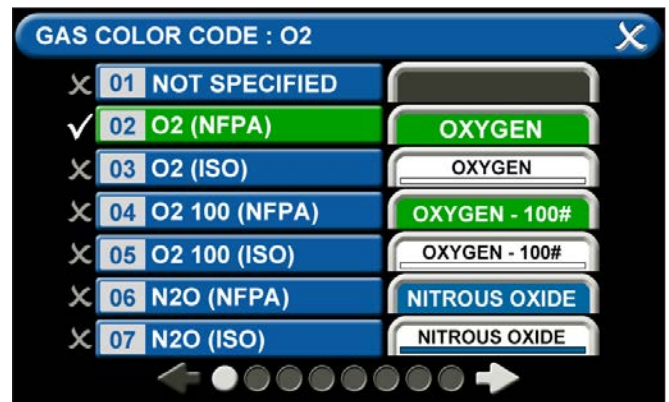 GAS COLOR CODE : O2
01 NOT SPECIFIED
02 O2 (NFPA) OXYGEN
03 O2 (ISO) OXYGEN
04 O2 100 (NFPA) OXYGEN - 100#
05 O2 100 (ISO) OXYGEN - 100#
06 N2O (NFPA) NITROUS OXIDE
07 N2O (ISO) NITROUS OXIDE